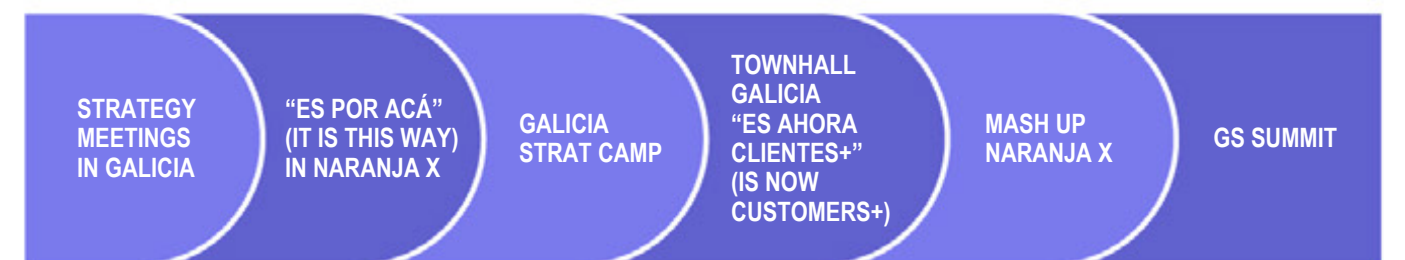 STRATEGY
MEETINGS
IN GALICIA
“ES POR ACÁ”
(IT IS THIS WAY)
IN NARANJA X
GALICIA
STRAT CAMP
TOWNHALL
GALICIA
“ES AHORA
CLIENTES+”
(IS NOW
CUSTOMERS+)
MASH UP
NARANJA X
GS SUMMIT